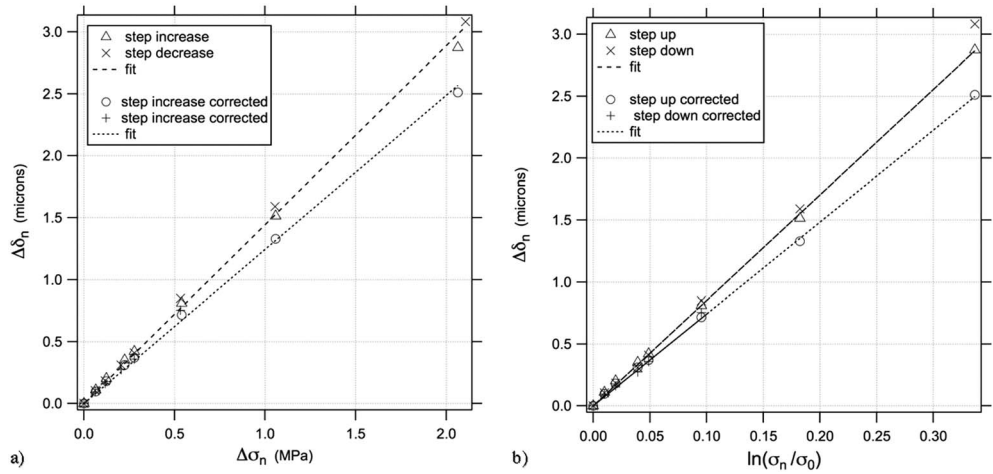 3.0
2.5
2.0
1.5
1.0
0.5
0.0
Δδn (microns)
step increase
step decrease
fit
step increase corrected
step increase corrected
fit
0.0 0.5 1.0 1.5 2.0
Δσn (MPa)
a)
3.0
2.5
2.0
1.5
1.0
0.5
0.0
Δδn (microns)
step up
step down
fit
step up corrected
step down corrected
fit
0.00 0.05 0.10 0.15 0.20 0.25 0.30
ln(σn/σ0)
b)